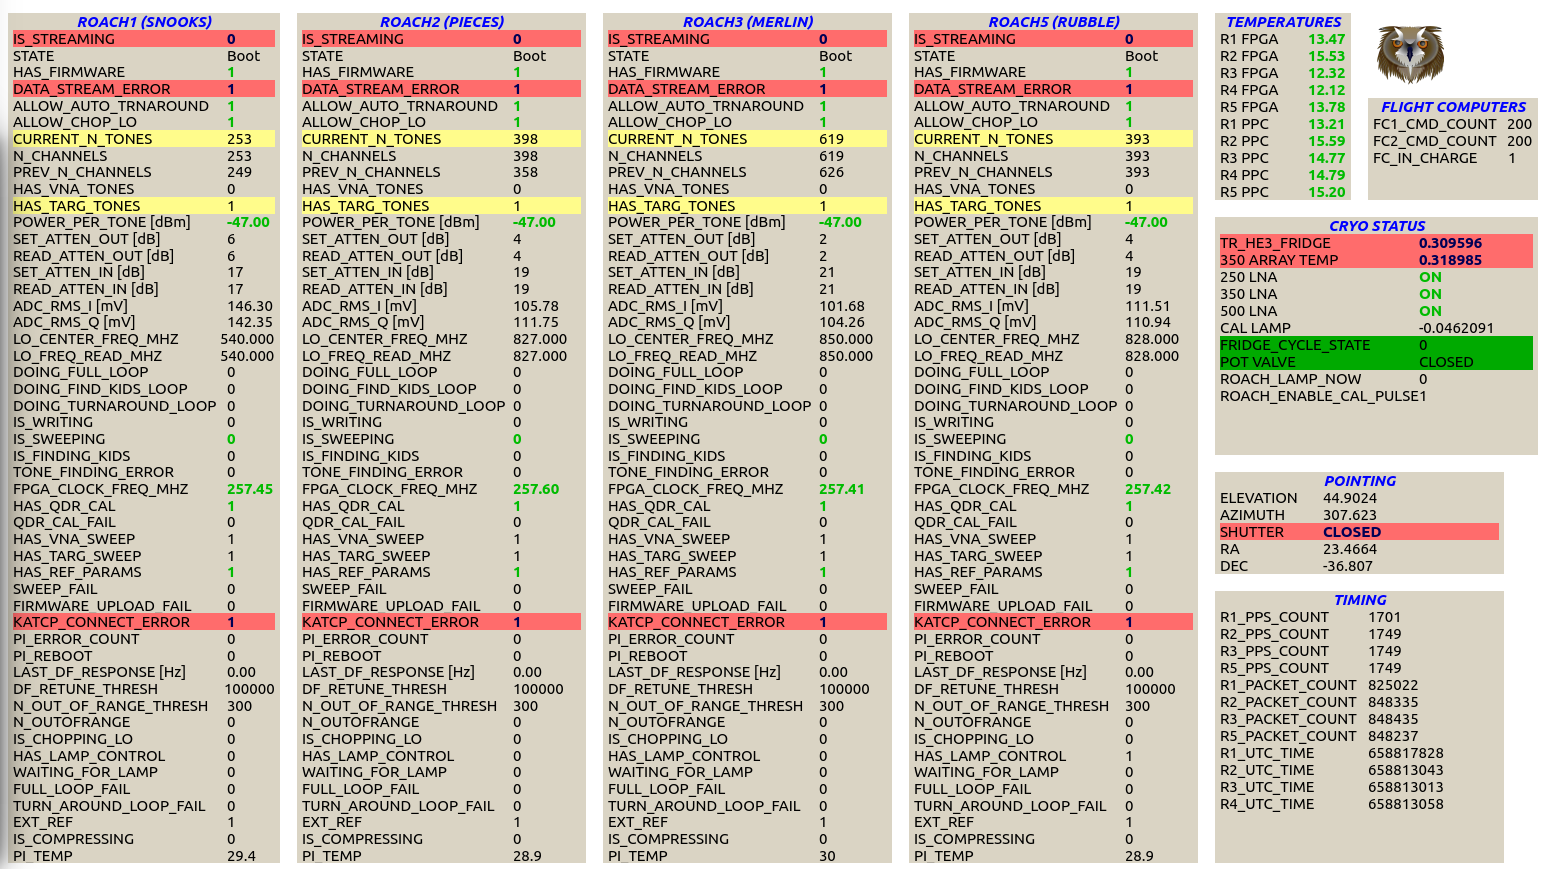 ROACH1 (SNOOKS)
IS_STREAMING 0
STATE Boot
HAS_FIRMWARE 1
DATA_STREAM_ERROR 1
ALLOW_AUTO_TRNAROUND 1
ALLOW_CHOP_LO 1
CURRENT_N_TONES 253
N_CHANNELS 253
PREV_N_CHANNELS 249
HAS_VNA_TONES 0
HAS_TARG_TONES 1
POWER_PER_TONE [dBm] -47.00
SET_ATTEN_OUT [dB] 6
READ_ATTEN_OUT [dB] 6
SET_ATTEN_IN [dB] 17
READ_ATTEN_IN [dB] 17
ADC_RMS_I [mV] 146.30
ADC_RMS_Q [mV] 142.35
LO_CENTER_FREQ_MHZ 540.000
LO_FREQ_READ_MHZ 540.000
DOING_FULL_LOOP 0
DOING_FIND_KIDS_LOOP 0
DOING_TURNAROUND_LOOP 0
IS_WRITING 0
IS_SWEEPING 0
IS_FINDING_KIDS 0
TONE_FINDING_ERROR 0
FPGA_CLOCK_FREQ_MHZ 257.45
HAS_QDR_CAL 1
QDR_CAL_FAIL 0
HAS_VNA_SWEEP 1
HAS_TARG_SWEEP 1
HAS_REF_PARAMS 1
SWEEP_FAIL 0
FIRMWARE_UPLOAD_FAIL 0
KATCP_CONNECT_ERROR 1
PI_ERROR_COUNT 0
PI_REBOOT 0
LAST_DF_RESPONSE [Hz] 0.00
DF_RETUNE_THRESH 100000
N_OUT_OF_RANGE_THRESH 300
N_OUTOFRANGE 0
IS_CHOPPING_LO 0
HAS_LAMP_CONTROL 0
WAITING_FOR_LAMP 0
FULL_LOOP_FAIL 0
TURN_AROUND_LOOP_FAIL 0
EXT_REF 1
IS_COMPRESSING 0
PI_TEMP 29.4
ROACH2 (PIECES)
IS_STREAMING 0
STATE Boot
HAS_FIRMWARE 1
DATA_STREAM_ERROR 1
ALLOW_AUTO_TRNAROUND 1
ALLOW_CHOP_LO 1
CURRENT_N_TONES 398
N_CHANNELS 398
PREV_N_CHANNELS 358
HAS_VNA_TONES 0
HAS_TARG_TONES 1
POWER_PER_TONE [dBm] -47.00
SET_ATTEN_OUT [dB] 4
READ_ATTEN_OUT [dB] 4
SET_ATTEN_IN [dB] 19
READ_ATTEN_IN [dB] 19
ADC_RMS_I [mV] 105.78
ADC_RMS_Q [mV] 111.75
LO_CENTER_FREQ_MHZ 827.000
LO_FREQ_READ_MHZ 827.000
DOING_FULL_LOOP 0
DOING_FIND_KIDS_LOOP 0
DOING_TURNAROUND_LOOP 0
IS_WRITING 0
IS_SWEEPING 0
IS_FINDING_KIDS 0
TONE_FINDING_ERROR 0
FPGA_CLOCK_FREQ_MHZ 257.60
HAS_QDR_CAL 1
QDR_CAL_FAIL 0
HAS_VNA_SWEEP 1
HAS_TARG_SWEEP 1
HAS_REF_PARAMS 1
SWEEP_FAIL 0
FIRMWARE_UPLOAD_FAIL 0
KATCP_CONNECT_ERROR 1
PI_ERROR_COUNT 0
PI_REBOOT 0
LAST_DF_RESPONSE [Hz] 0.00
DF_RETUNE_THRESH 100000
N_OUT_OF_RANGE_THRESH 300
N_OUTOFRANGE 0
IS_CHOPPING_LO 0
HAS_LAMP_CONTROL 0
WAITING_FOR_LAMP 0
FULL_LOOP_FAIL 0
TURN_AROUND_LOOP_FAIL 0
EXT_REF 1
IS_COMPRESSING 0
PI_TEMP 28.9
ROACH3 (MERLIN)
IS_STREAMING 0
STATE Boot
HAS_FIRMWARE 1
DATA_STREAM_ERROR 1
ALLOW_AUTO_TRNAROUND 1
ALLOW_CHOP_LO 1
CURRENT_N_TONES 619
N_CHANNELS 619
PREV_N_CHANNELS 626
HAS_VNA_TONES 0
HAS_TARG_TONES 1
POWER_PER_TONE [dBm] -47.00
SET_ATTEN_OUT [dB] 2
READ_ATTEN_OUT [dB] 2
SET_ATTEN_IN [dB] 21
READ_ATTEN_IN [dB] 21
ADC_RMS_I [mV] 101.68
ADC_RMS_Q [mV] 104.26
LO_CENTER_FREQ_MHZ 850.000
LO_FREQ_READ_MHZ 850.000
DOING_FULL_LOOP 0
DOING_FIND_KIDS_LOOP 0
DOING_TURNAROUND_LOOP 0
IS_WRITING 0
IS_SWEEPING 0
IS_FINDING_KIDS 0
TONE_FINDING_ERROR 0
FPGA_CLOCK_FREQ_MHZ 257.41
HAS_QDR_CAL 1
QDR_CAL_FAIL 0
HAS_VNA_SWEEP 1
HAS_TARG_SWEEP 1
HAS_REF_PARAMS 1
SWEEP_FAIL 0
FIRMWARE_UPLOAD_FAIL 0
KATCP_CONNECT_ERROR 1
PI_ERROR_COUNT 0
PI_REBOOT 0
LAST_DF_RESPONSE [Hz] 0.00
DF_RETUNE_THRESH 100000
N_OUT_OF_RANGE_THRESH 300
N_OUTOFRANGE 0
IS_CHOPPING_LO 0
HAS_LAMP_CONTROL 0
WAITING_FOR_LAMP 0
FULL_LOOP_FAIL 0
TURN_AROUND_LOOP_FAIL 0
EXT_REF 1
IS_COMPRESSING 0
PI_TEMP 30
ROACH5 (RUBBLE)
IS_STREAMING 0
STATE Boot
HAS_FIRMWARE 1
DATA_STREAM_ERROR 1
ALLOW_AUTO_TRNAROUND 1
ALLOW_CHOP_LO 1
CURRENT_N_TONES 393
N_CHANNELS 393
PREV_N_CHANNELS 393
HAS_VNA_TONES 0
HAS_TARG_TONES 1
POWER_PER_TONE [dBm] -47.00
SET_ATTEN_OUT [dB] 4
READ_ATTEN_OUT [dB] 4
SET_ATTEN_IN [dB] 19
READ_ATTEN_IN [dB] 19
ADC_RMS_I [mV] 111.51
ADC_RMS_Q [mV] 110.94
LO_CENTER_FREQ_MHZ 828.000
LO_FREQ_READ_MHZ 828.000
DOING_FULL_LOOP 0
DOING_FIND_KIDS_LOOP 0
DOING_TURNAROUND_LOOP 0
IS_WRITING 0
IS_SWEEPING 0
IS_FINDING_KIDS 0
TONE_FINDING_ERROR 0
FPGA_CLOCK_FREQ_MHZ 257.42
HAS_QDR_CAL 1
QDR_CAL_FAIL 0
HAS_VNA_SWEEP 1
HAS_TARG_SWEEP 1
HAS_REF_PARAMS 1
SWEEP_FAIL 0
FIRMWARE_UPLOAD_FAIL 0
KATCP_CONNECT_ERROR 1
PI_ERROR_COUNT 0
PI_REBOOT 0
LAST_DF_RESPONSE [Hz] 0.00
DF_RETUNE_THRESH 100000
N_OUT_OF_RANGE_THRESH 300
N_OUTOFRANGE 0
IS_CHOPPING_LO 0
HAS_LAMP_CONTROL 1
WAITING_FOR_LAMP 0
FULL_LOOP_FAIL 0
TURN_AROUND_LOOP_FAIL 0
EXT_REF 1
IS_COMPRESSING 0
PI_TEMP 28.9
TEMPERATURES
R1 FPGA 13.47
R2 FPGA 15.53
R3 FPGA 12.32
R4 FPGA 12.12
R5 FPGA 13.78
R1 PPC 13.21
R2 PPC 15.59
R3 PPC 14.77
R4 PPC 14.79
R5 PPC 15.20
FLIGHT COMPUTERS
FC1_CMD_COUNT 200
FC2_CMD_COUNT 200
FC_IN_CHARGE 1
CRYO STATUS
TR_HE3_FRIDGE 0.309596
350 ARRAY TEMP 0.318985
250 LNA ON
350 LNA ON
500 LNA ON
CAL LAMP -0.0462091
FRIDGE_CYCLE_STATE 0
POT VALVE CLOSED
ROACH_LAMP_NOW 0
ROACH_ENABLE_CAL_PULSE1
POINTING
ELEVATION 44.9024
AZIMUTH 307.623
SHUTTER CLOSED
RA 23.4664
DEC -36.807
TIMING
R1_PPS_COUNT 1701
R2_PPS_COUNT 1749
R3_PPS_COUNT 1749
R5_PPS_COUNT 1749
R1_PACKET_COUNT 825022
R2_PACKET_COUNT 848335
R3_PACKET_COUNT 848435
R5_PACKET_COUNT 848237
R1_UTC_TIME 658817828
R2_UTC_TIME 658813043
R3_UTC_TIME 658813013
R4_UTC_TIME 658813058